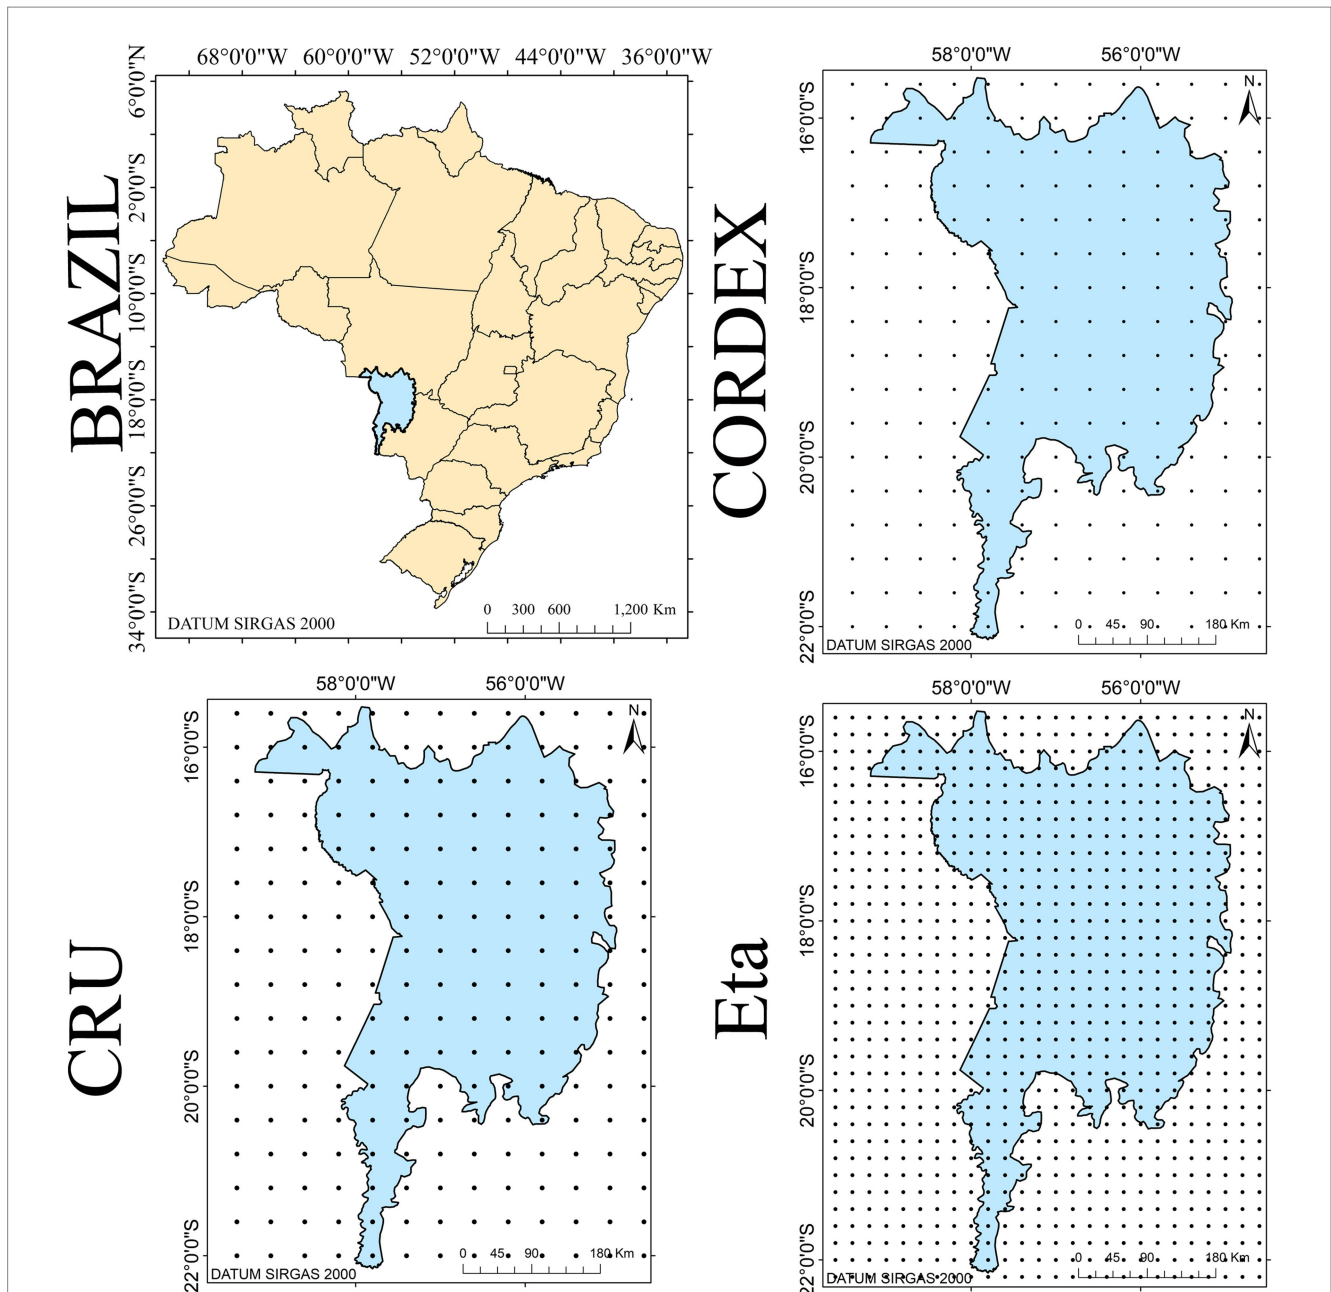 68°0'0"W 60°0'0"W 52°0'0"W 44°0'0"W 36°0'0"W
6°0'0"N
2°0'0"S
10°0'0"S
18°0'0"S
26°0'0"S
34°0'0"S
BRAZIL
DATUM SIRGAS 2000
0 300 600 1,200 Km
58°0'0"W 56°0'0"W
N
16°0'0"S
18°0'0"S
20°0'0"S
22°0'0"S
CORDEX
DATUM SIRGAS 2000
0 45 90 180 Km
58°0'0"W 56°0'0"W
N
16°0'0"S
18°0'0"S
20°0'0"S
22°0'0"S
CRU
DATUM SIRGAS 2000
0 45 90 180 Km
58°0'0"W 56°0'0"W
N
16°0'0"S
18°0'0"S
20°0'0"S
22°0'0"S
Eta
DATUM SIRGAS 2000
0 45 90 180 Km